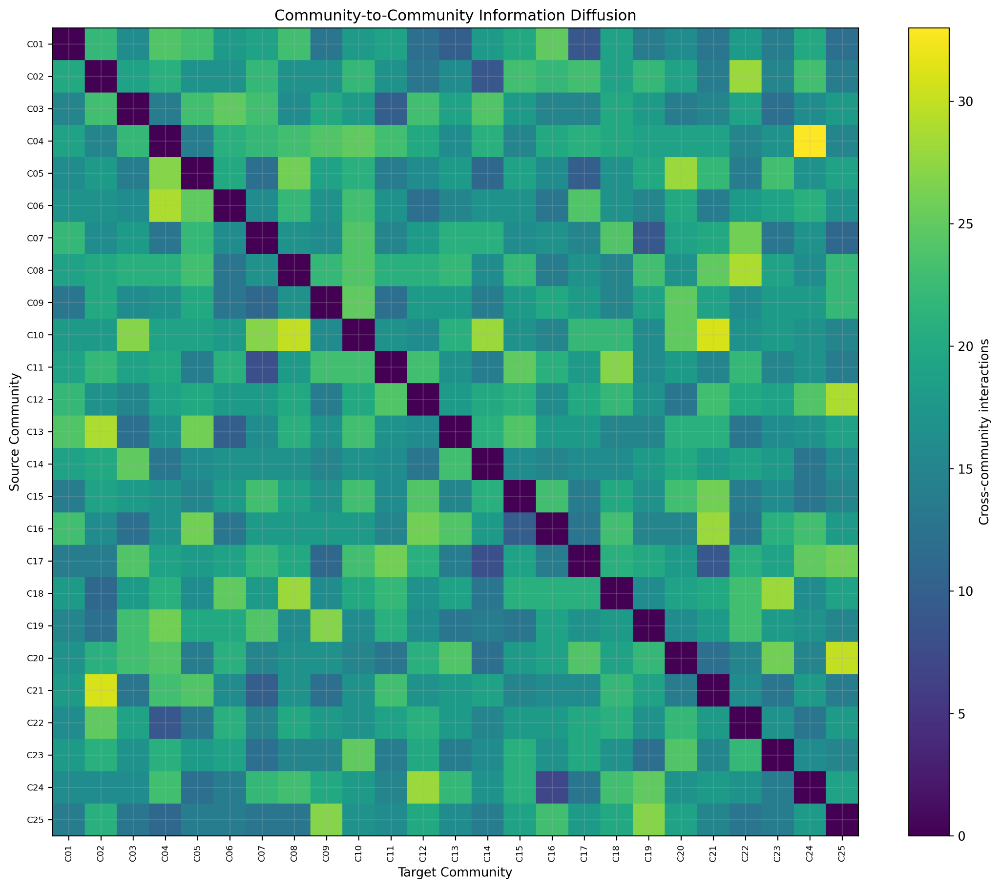 Community-to-Community Information Diffusion
Source Community
C01
C02
C03
C04
C05
C06
C07
C08
C09
C10
C11
C12
C13
C14
C15
C16
C17
C18
C19
C20
C21
C22
C23
C24
C25
C01 C02 C03 C04 C05 C06 C07 C08 C09 C10 C11 C12 C13 C14 C15 C16 C17 C18 C19 C20 C21 C22 C23 C24 C25
Target Community
30
25
20
15
10
5
0
Cross-community interactions